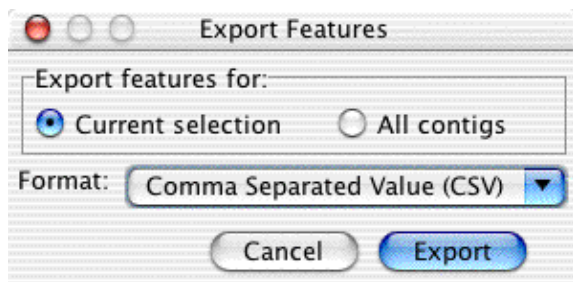 Export Features
Export features for:
Current selection All contigs
Format: Comma Separated Value (CSV)
Cancel Export